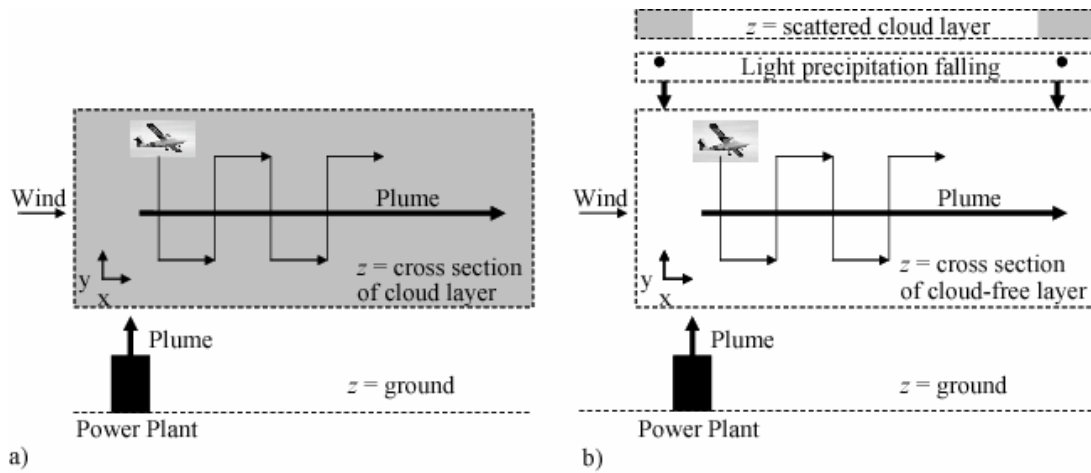 Wind
Plume
y
x
z = cross section
of cloud layer
Plume
z = ground
Power Plant
a)
z = scattered cloud layer
Light precipitation falling
Wind
Plume
y
x
z = cross section
of cloud-free layer
Plume
z = ground
Power Plant
b)